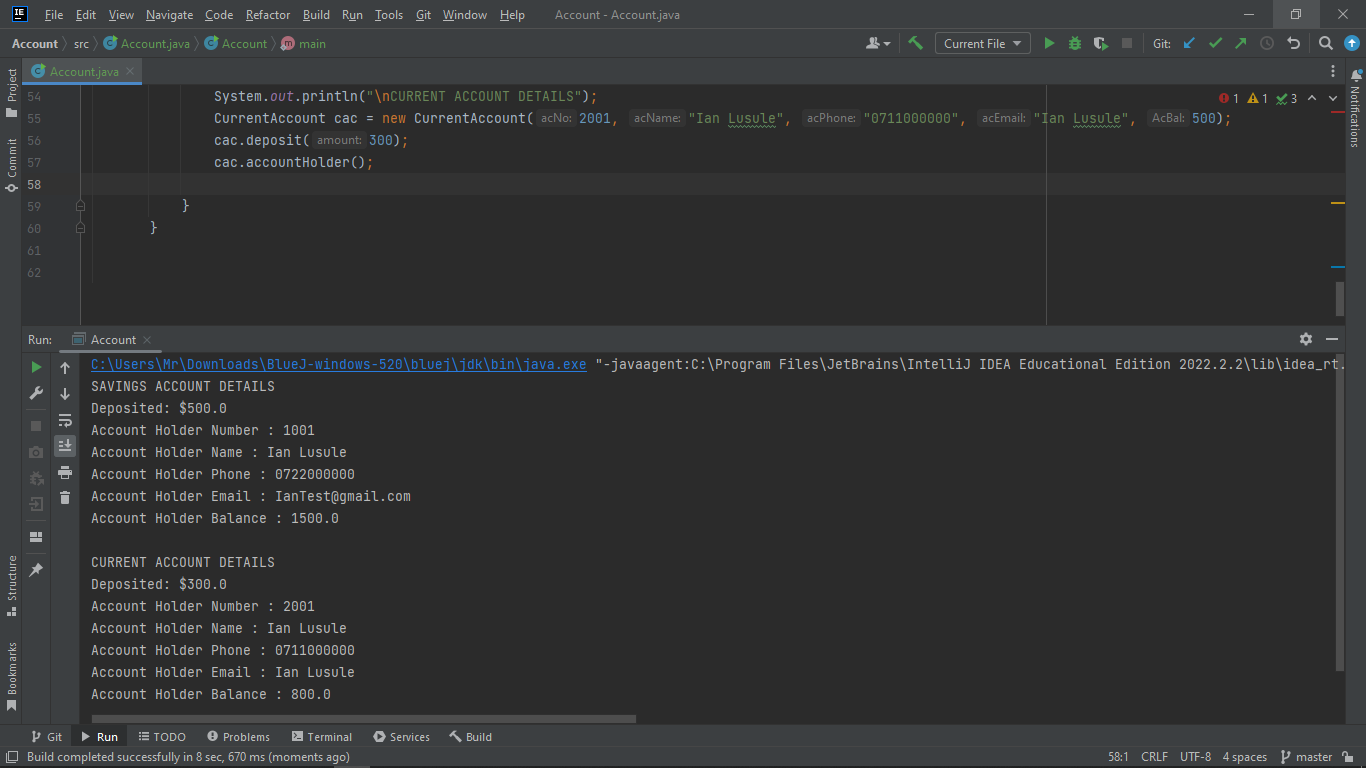 IE File Edit View Navigate Code Refactor Build Run Tools Git Window Help Account - Account.java
Account src Account.java Account main Current File Git:
Project Account.java
54 System.out.println("\nCURRENT ACCOUNT DETAILS"); 1 1 3
55 CurrentAccount cac = new CurrentAccount( acNo: 2001, acName: "Ian Lusule", acPhone: "0711000000", acEmail: "Ian Lusule", AcBal: 500);
56 cac.deposit( amount: 300);
57 cac.accountHolder();
58
59 }
60 }
61
62
Commit
Notifications
Run: Account
C:\Users\Mr\Downloads\BlueJ-windows-520\bluej\jdk\bin\java.exe "-javaagent:C:\Program Files\JetBrains\IntelliJ IDEA Educational Edition 2022.2.2\lib\idea_rt.
SAVINGS ACCOUNT DETAILS
Deposited: $500.0
Account Holder Number : 1001
Account Holder Name : Ian Lusule
Account Holder Phone : 0722000000
Account Holder Email : IanTest@gmail.com
Account Holder Balance : 1500.0
CURRENT ACCOUNT DETAILS
Deposited: $300.0
Account Holder Number : 2001
Account Holder Name : Ian Lusule
Account Holder Phone : 0711000000
Account Holder Email : Ian Lusule
Account Holder Balance : 800.0
Structure
Bookmarks
Git Run TODO Problems Terminal Services Build
Build completed successfully in 8 sec, 670 ms (moments ago) 58:1 CRLF UTF-8 4 spaces master